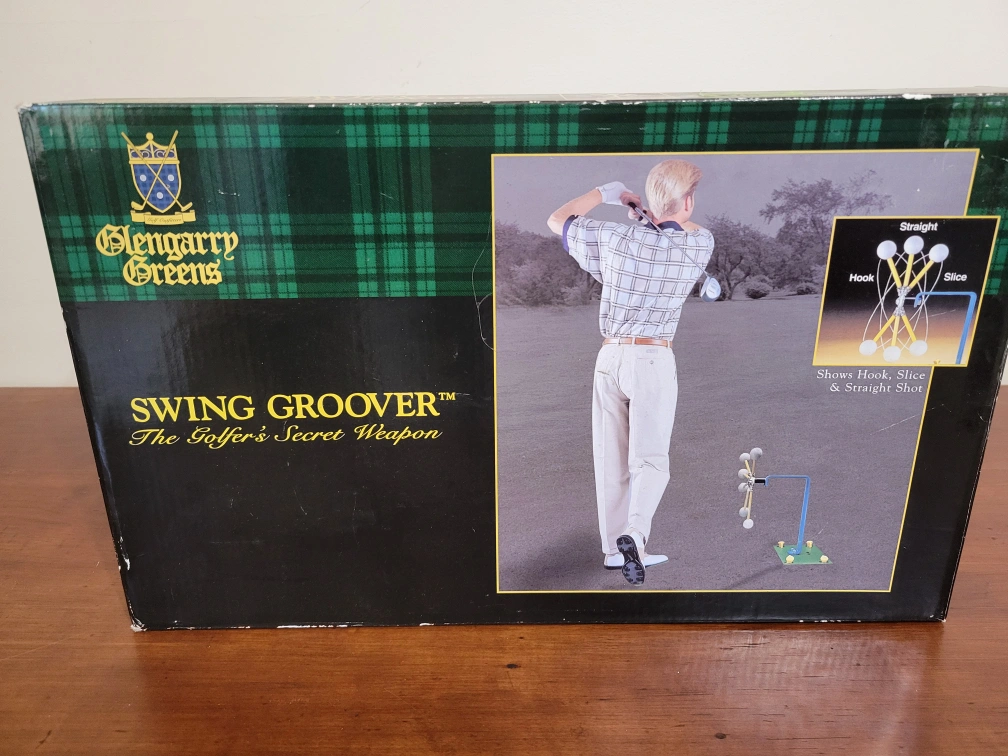 Glengarry
Greens
SWING GROOVER™
The Golfer's Secret Weapon
Straight
Hook
Slice
Shows Hook, Slice
& Straight Shot